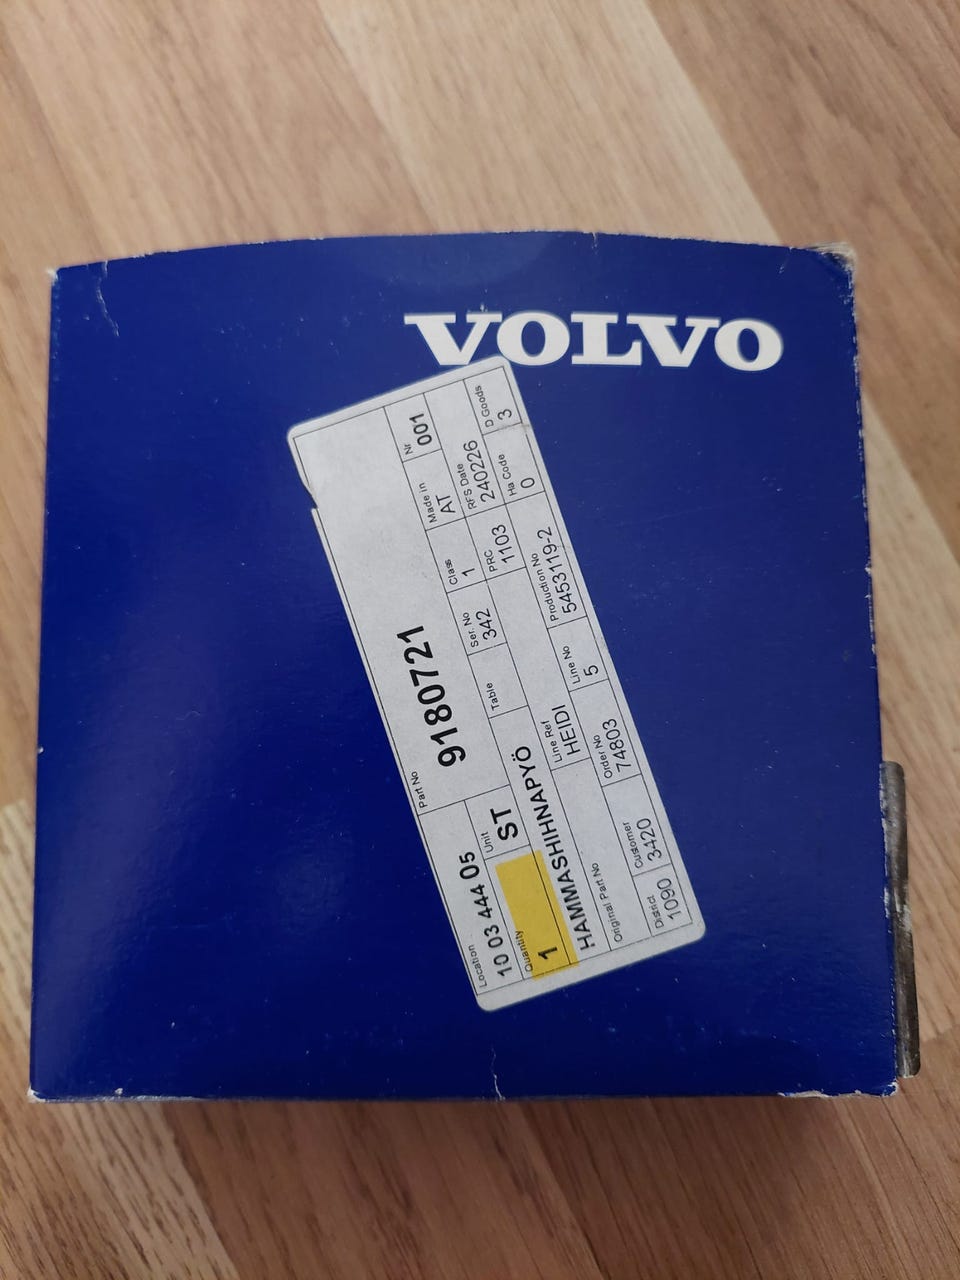 VOLVO
Part No
9180721
Ser. No
342
Class
1
Made in
AT
Nr
001
Location
10 03 444 05
Unit
ST
Table
PRC
1103
RFS Date
240226
D Goods
3
Quantity
1
HAMMASHIHNAPYÖ
Ha Code
0
Original Part No
Line Ref
HEIDI
Line No
5
Production No
5453119-2
District
1090
Customer
3420
Order No
74803